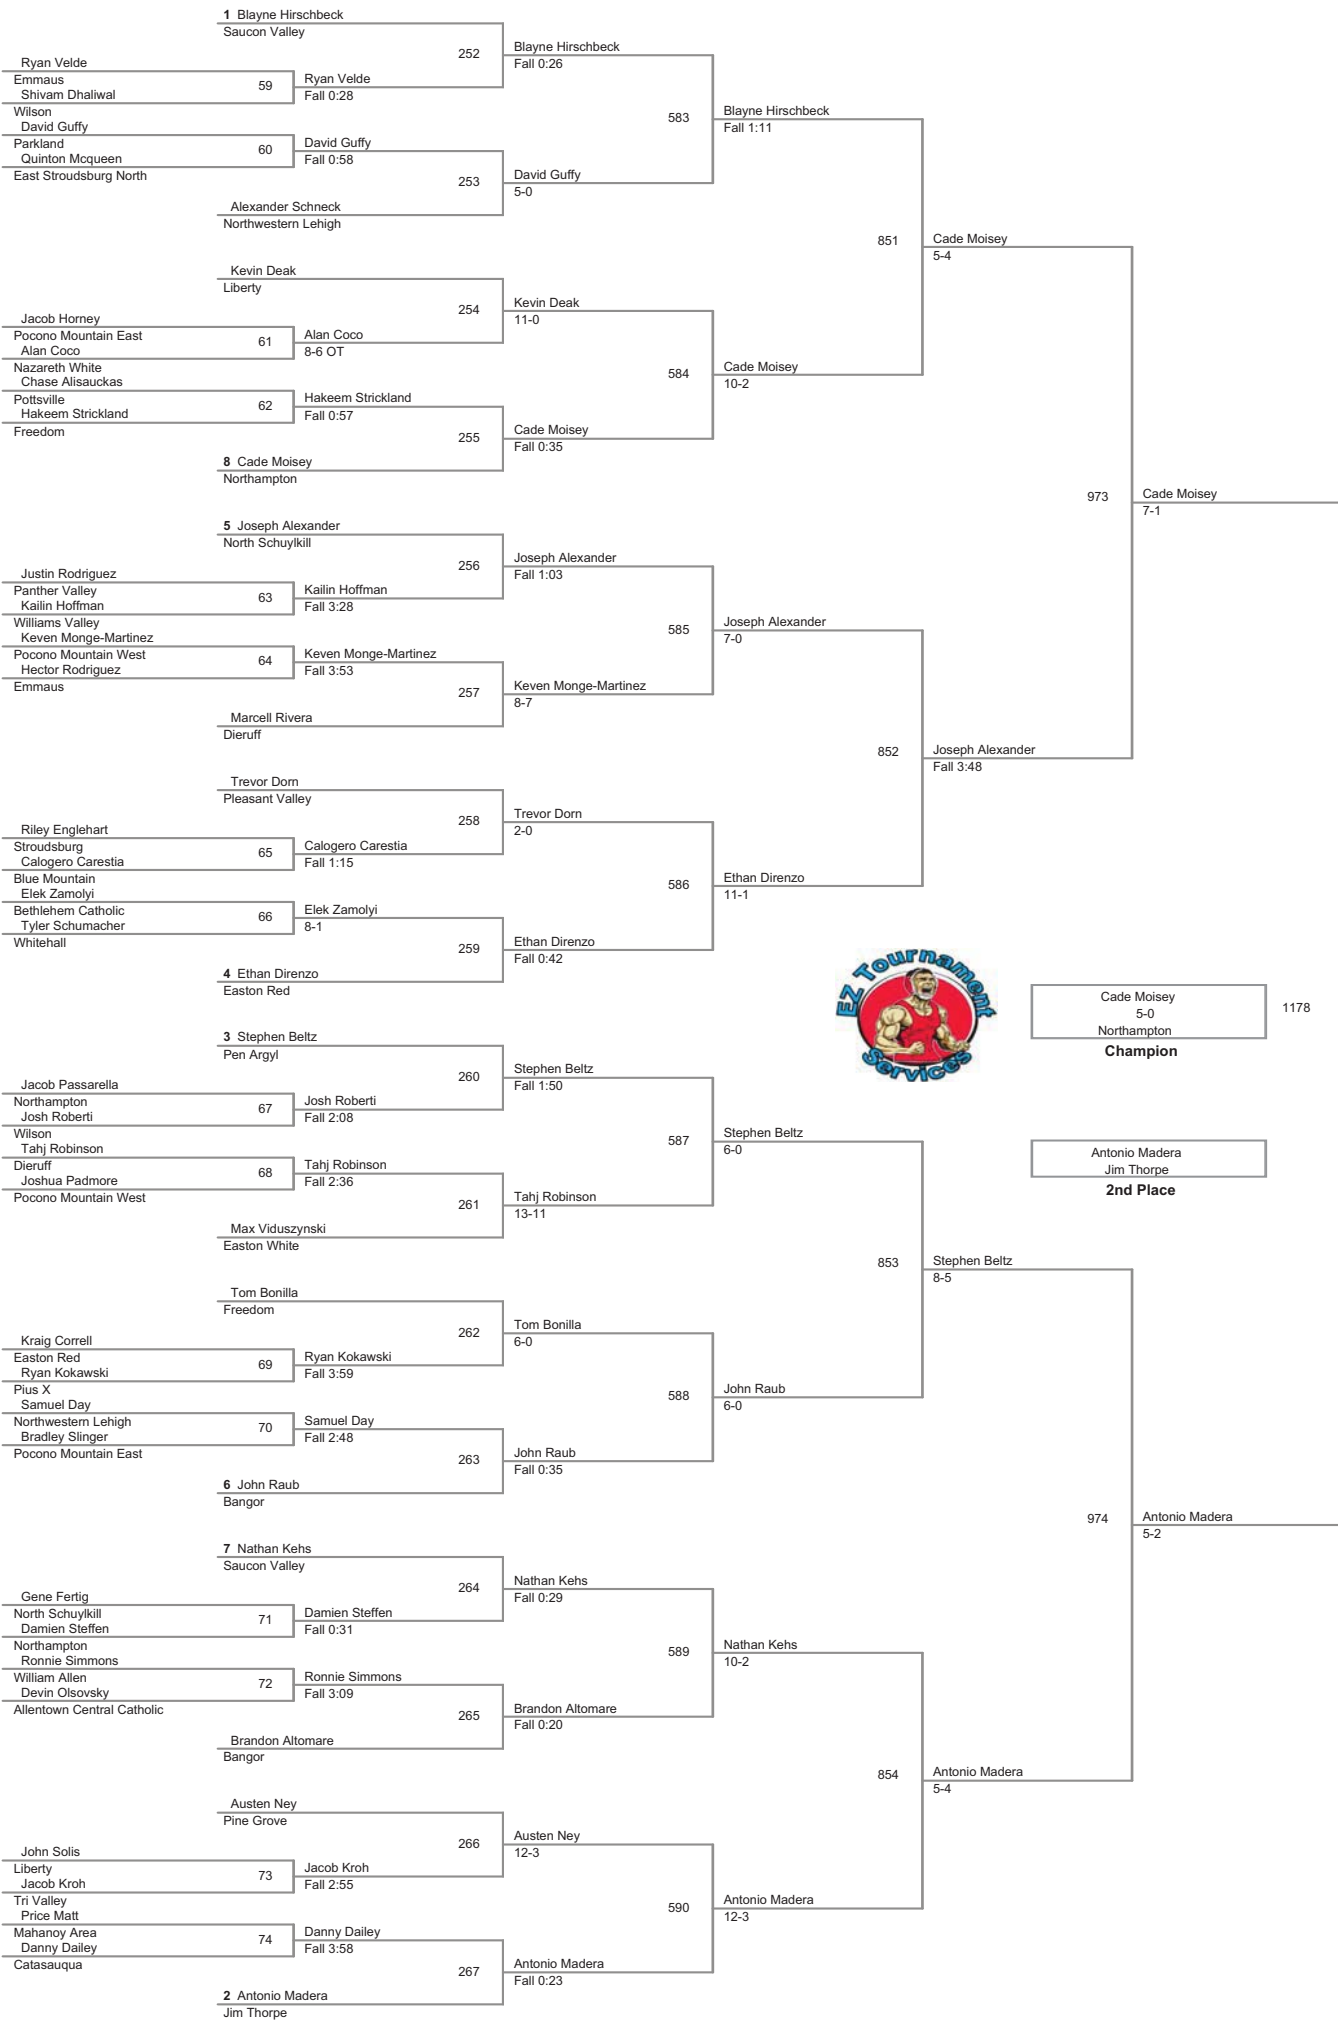 1 Blayne Hirschbeck
Saucon Valley
252
Blayne Hirschbeck
Fall 0:26
Ryan Velde
Emmaus
59
Shivam Dhaliwal
Wilson
Ryan Velde
Fall 0:28
583
Blayne Hirschbeck
Fall 1:11
David Guffy
Parkland
60
Quinton Mcqueen
East Stroudsburg North
David Guffy
Fall 0:58
253
David Guffy
5-0
Alexander Schneck
Northwestern Lehigh
851
Cade Moisey
5-4
Kevin Deak
Liberty
254
Kevin Deak
11-0
Jacob Horney
Pocono Mountain East
61
Alan Coco
Nazareth White
Alan Coco
8-6 OT
584
Cade Moisey
10-2
Chase Alisauckas
Pottsville
62
Hakeem Strickland
Freedom
Hakeem Strickland
Fall 0:57
255
Cade Moisey
Fall 0:35
8 Cade Moisey
Northampton
973
Cade Moisey
7-1
5 Joseph Alexander
North Schuylkill
256
Joseph Alexander
Fall 1:03
Justin Rodriguez
Panther Valley
63
Kailin Hoffman
Williams Valley
Kailin Hoffman
Fall 3:28
585
Joseph Alexander
7-0
Keven Monge-Martinez
Pocono Mountain West
64
Hector Rodriguez
Emmaus
Keven Monge-Martinez
Fall 3:53
257
Keven Monge-Martinez
8-7
Marcell Rivera
Dieruff
852
Joseph Alexander
Fall 3:48
Trevor Dorn
Pleasant Valley
258
Trevor Dorn
2-0
Riley Englehart
Stroudsburg
65
Calogero Carestia
Blue Mountain
Calogero Carestia
Fall 1:15
586
Ethan Direnzo
11-1
Elek Zamolyi
Bethlehem Catholic
66
Tyler Schumacher
Whitehall
Elek Zamolyi
8-1
259
Ethan Direnzo
Fall 0:42
4 Ethan Direnzo
Easton Red
EZ Tournament
Services
Cade Moisey
5-0
Northampton
1178
Champion
3 Stephen Beltz
Pen Argyl
260
Stephen Beltz
Fall 1:50
Jacob Passarella
Northampton
67
Josh Roberti
Wilson
Josh Roberti
Fall 2:08
587
Stephen Beltz
6-0
Antonio Madera
Jim Thorpe
2nd Place
Tahj Robinson
Dieruff
68
Joshua Padmore
Pocono Mountain West
Tahj Robinson
Fall 2:36
261
Tahj Robinson
13-11
Max Viduszynski
Easton White
853
Stephen Beltz
8-5
Tom Bonilla
Freedom
262
Tom Bonilla
6-0
Kraig Correll
Easton Red
69
Ryan Kokawski
Pius X
Ryan Kokawski
Fall 3:59
588
John Raub
6-0
Samuel Day
Northwestern Lehigh
70
Bradley Slinger
Pocono Mountain East
Samuel Day
Fall 2:48
263
John Raub
Fall 0:35
6 John Raub
Bangor
974
Antonio Madera
5-2
7 Nathan Kehs
Saucon Valley
264
Nathan Kehs
Fall 0:29
Gene Fertig
North Schuylkill
71
Damien Steffen
Northampton
Damien Steffen
Fall 0:31
589
Nathan Kehs
10-2
Ronnie Simmons
William Allen
72
Devin Olsovsky
Allentown Central Catholic
Ronnie Simmons
Fall 3:09
265
Brandon Altomare
Fall 0:20
Brandon Altomare
Bangor
854
Antonio Madera
5-4
Austen Ney
Pine Grove
266
Austen Ney
12-3
John Solis
Liberty
73
Jacob Kroh
Tri Valley
Jacob Kroh
Fall 2:55
590
Antonio Madera
12-3
Price Matt
Mahanoy Area
74
Danny Dailey
Catasauqua
Danny Dailey
Fall 3:58
267
Antonio Madera
Fall 0:23
2 Antonio Madera
Jim Thorpe